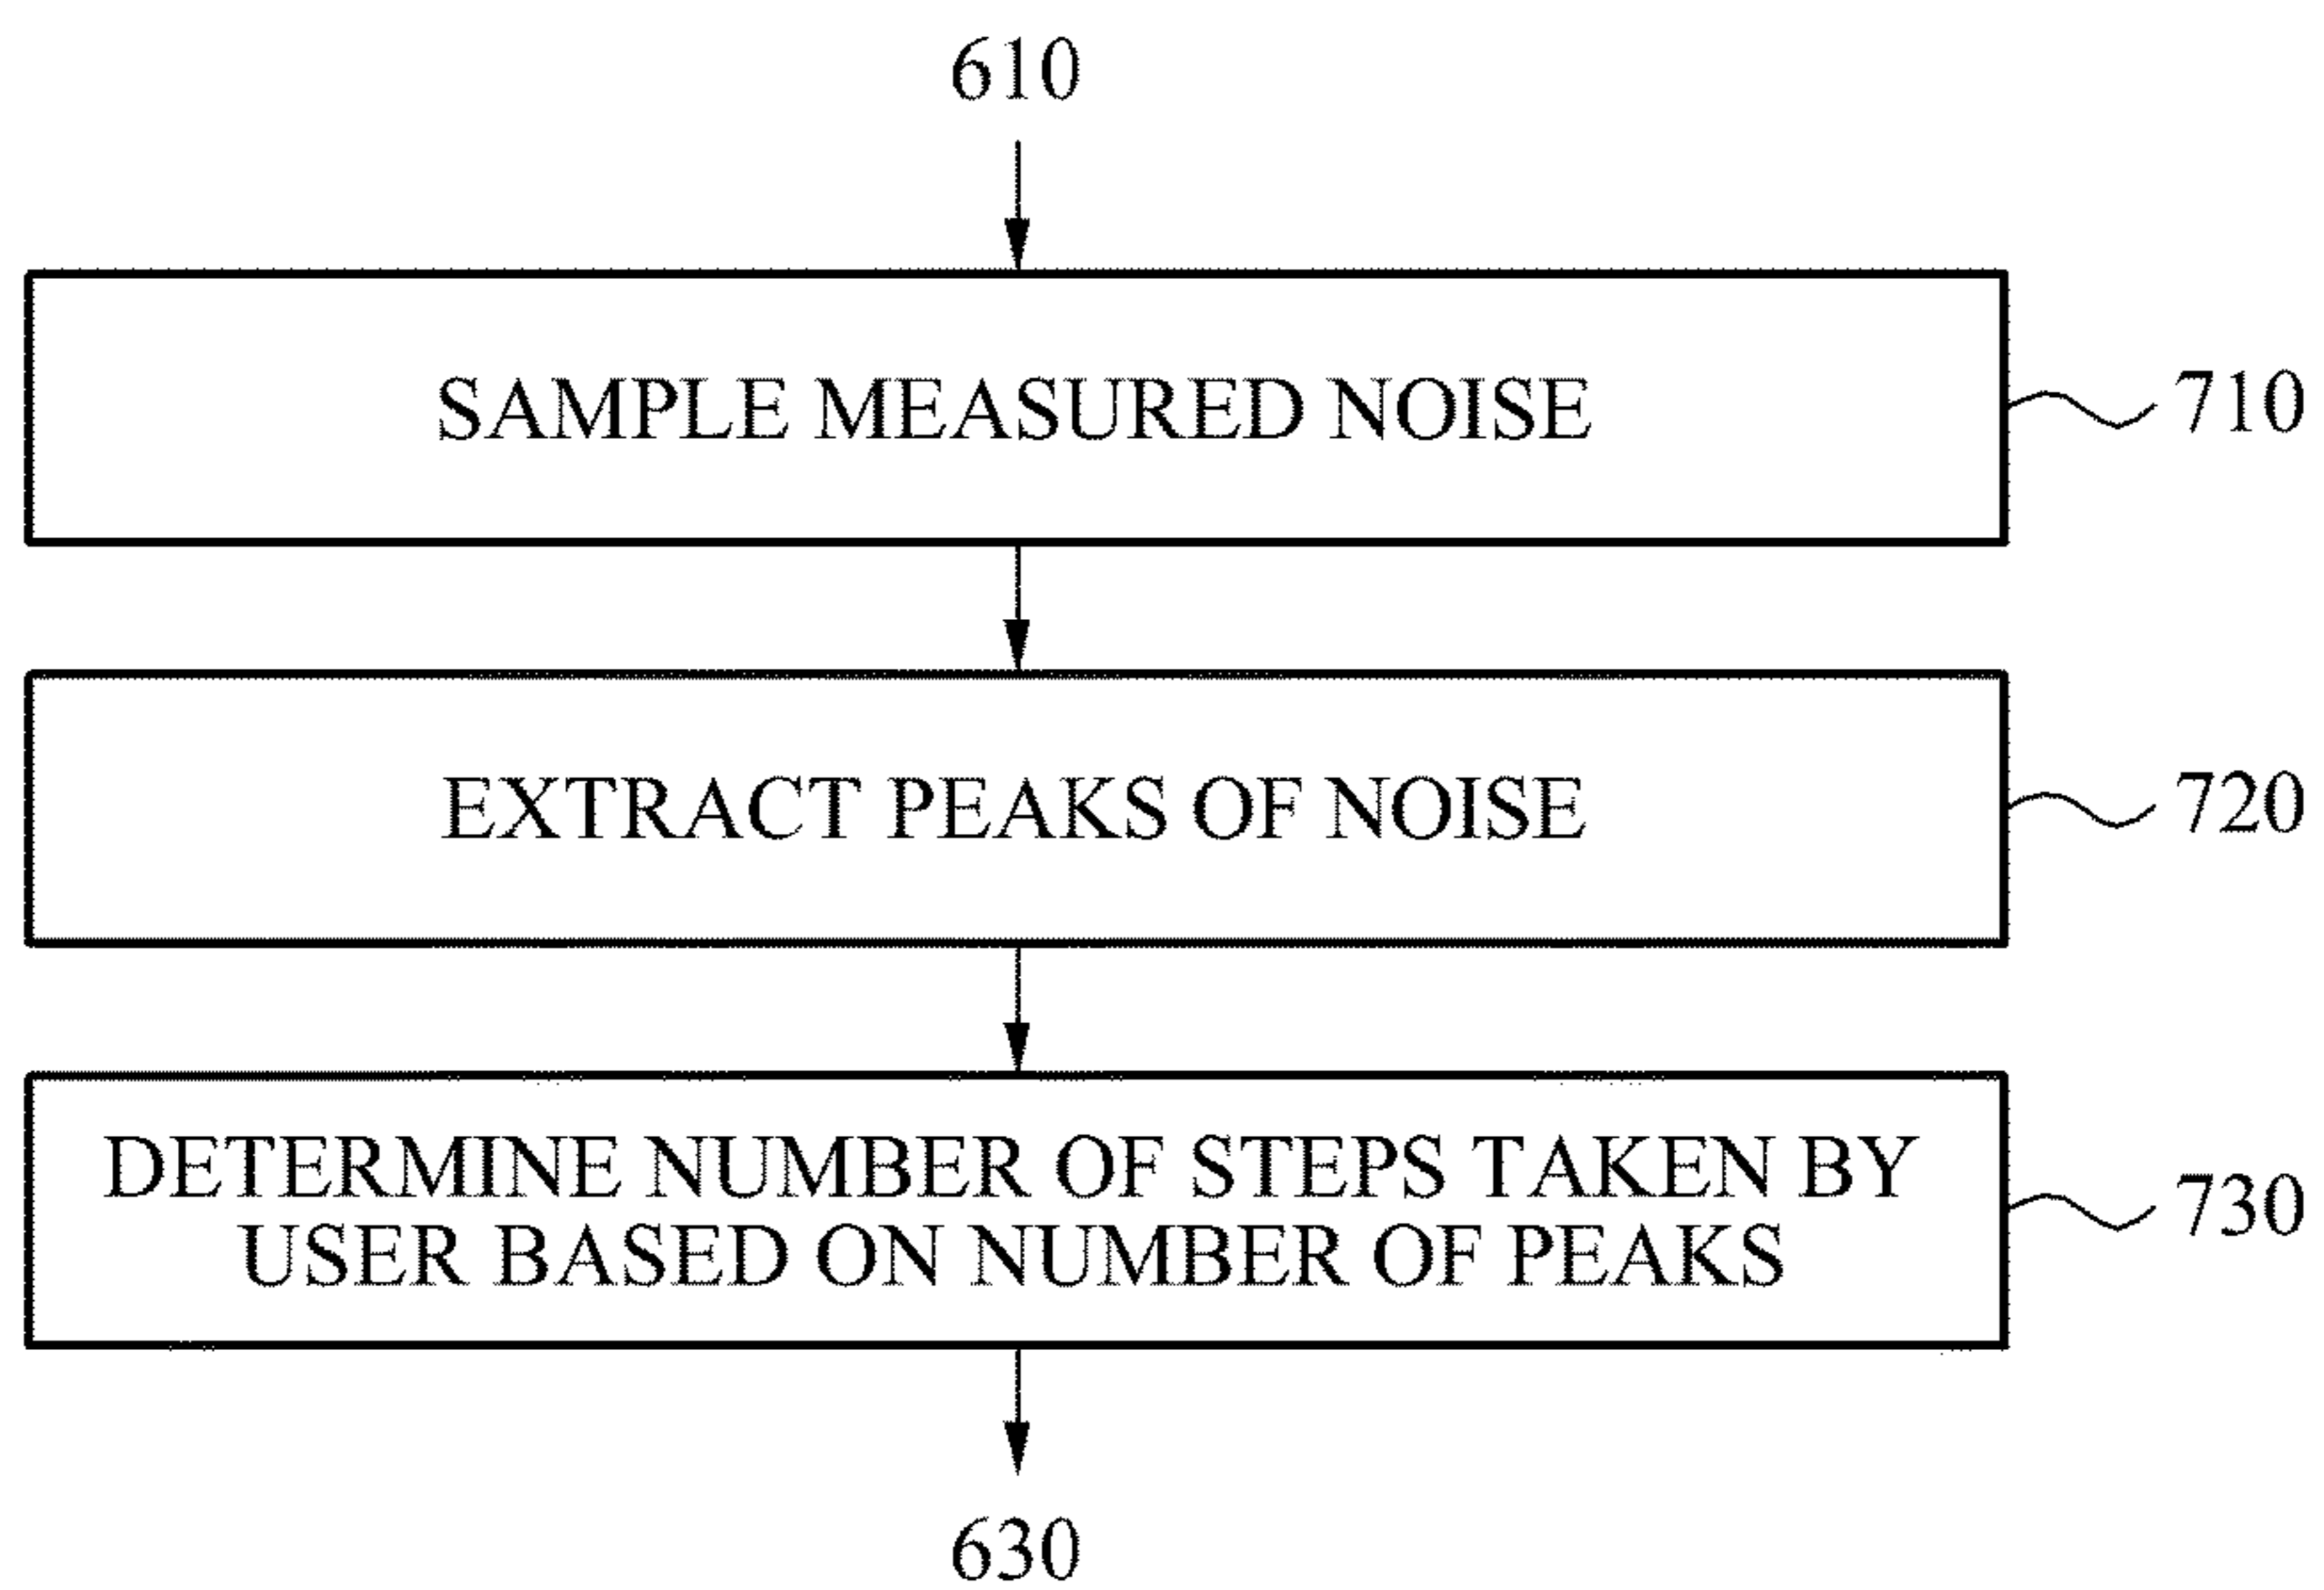 610
SAMPLE MEASURED NOISE
710
EXTRACT PEAKS OF NOISE
720
DETERMINE NUMBER OF STEPS TAKEN BY
USER BASED ON NUMBER OF PEAKS
730
630